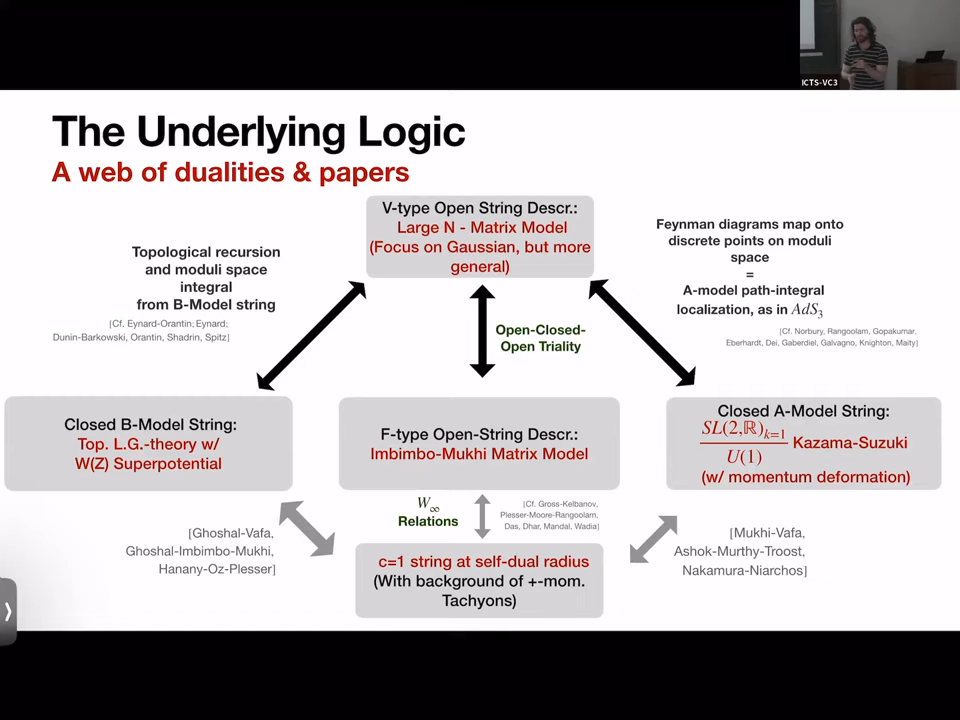 ICTS-VC3
The Underlying Logic
A web of dualities & papers
V-type Open String Descr.:
Large N - Matrix Model
(Focus on Gaussian, but more
general)
Topological recursion
and moduli space
integral
from B-Model string
[Cf. Eynard-Orantin; Eynard;
Dunin-Barkowski, Orantin, Shadrin, Spitz]
Feynman diagrams map onto
discrete points on moduli
space
=
A-model path-integral
localization, as in AdS₃
[Cf. Norbury, Rangoolam, Gopakumar,
Eberhardt, Dei, Gaberdiel, Galvagno, Knighton, Maity]
Open-Closed-
Open Triality
Closed B-Model String:
Top. L.G.-theory w/
W(Z) Superpotential
F-type Open-String Descr.:
Imbimbo-Mukhi Matrix Model
Closed A-Model String:
SL(2,ℝ)ₖ₌₁
U(1)
Kazama-Suzuki
(w/ momentum deformation)
W∞
Relations
[Cf. Gross-Kelbanov,
Plesser-Moore-Rangoolam,
Das, Dhar, Mandal, Wadia]
[Ghoshal-Vafa,
Ghoshal-Imbimbo-Mukhi,
Hanany-Oz-Plesser]
[Mukhi-Vafa,
Ashok-Murthy-Troost,
Nakamura-Niarchos]
c=1 string at self-dual radius
(With background of +-mom.
Tachyons)